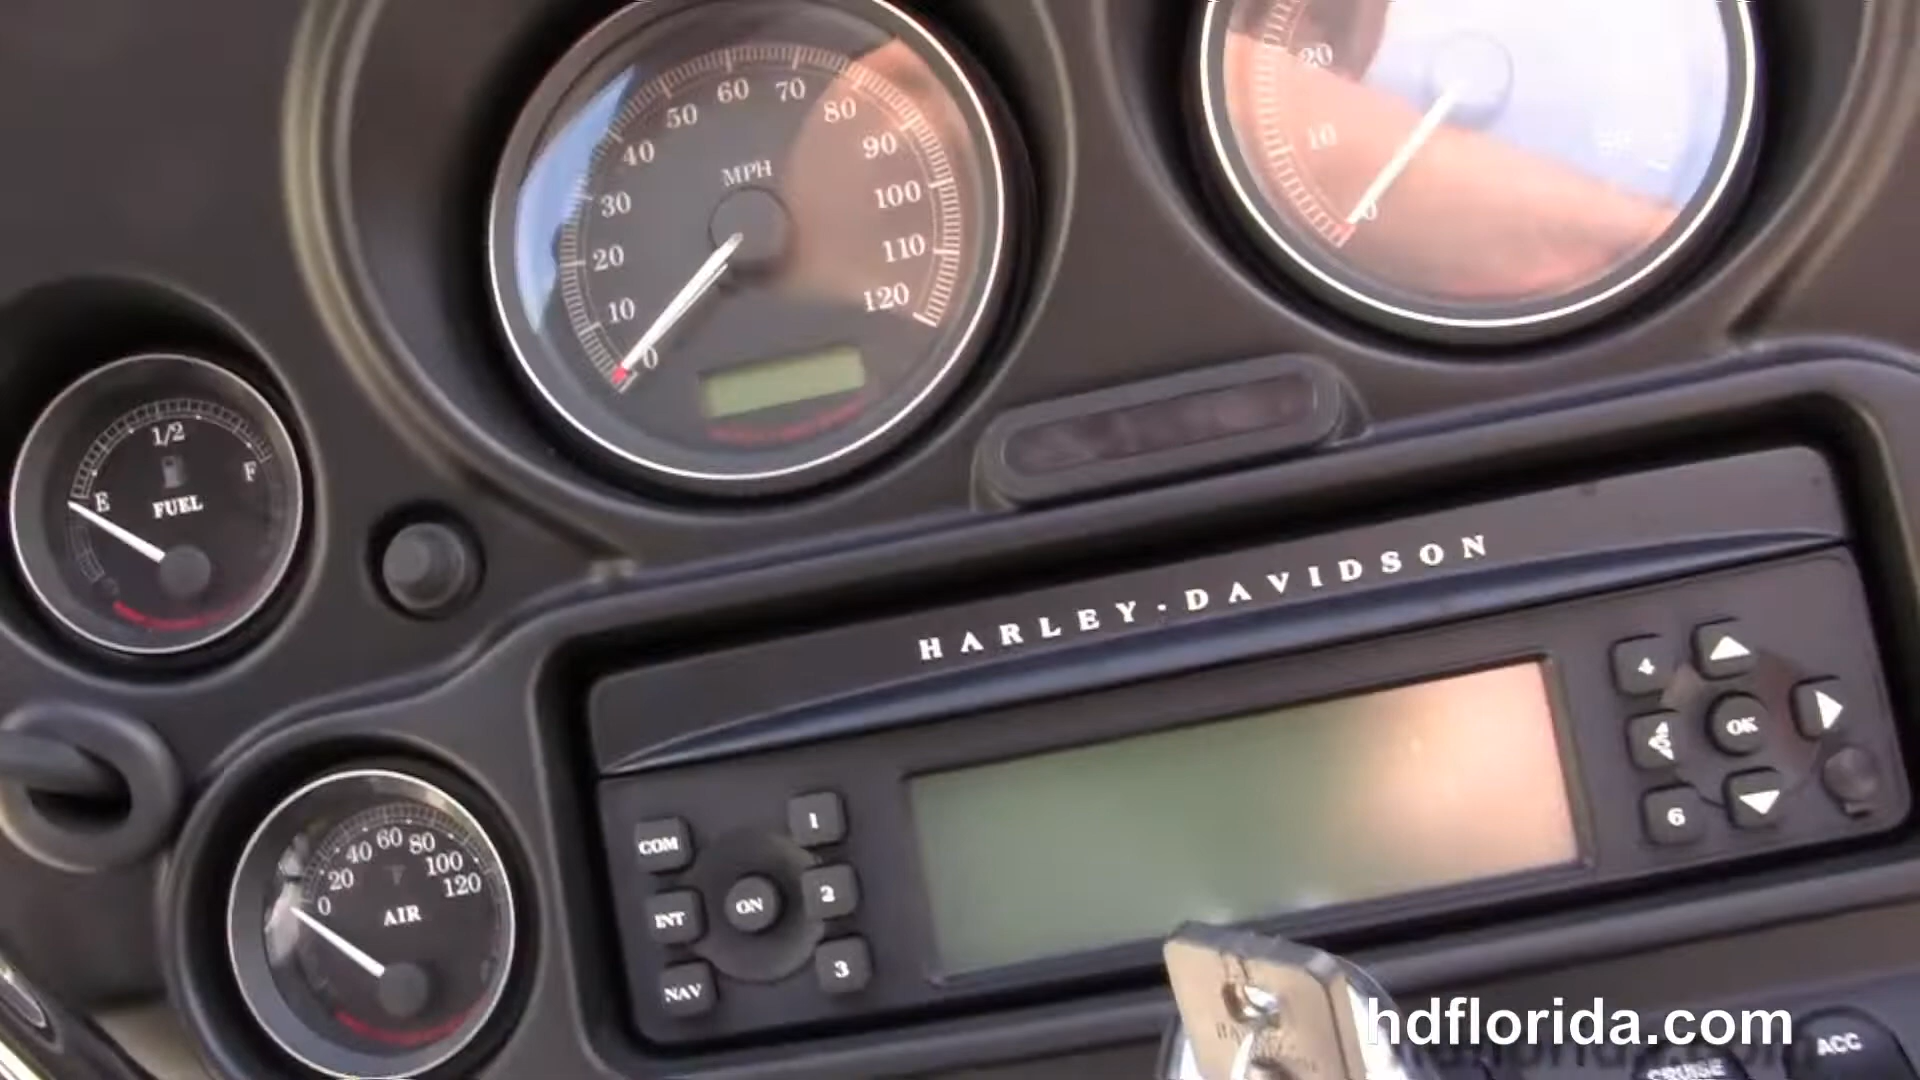 60 70
50 80
40 90
MPH
30 100
20 110
10 120
0
20
10
0
1/2
E F
FUEL
HARLEY-DAVIDSON
60
40 80
20 100
0 120
AIR
COM 1
INT ON 2
NAV 3
4
OK
6
hdflorida.com
CRUISE
ACC